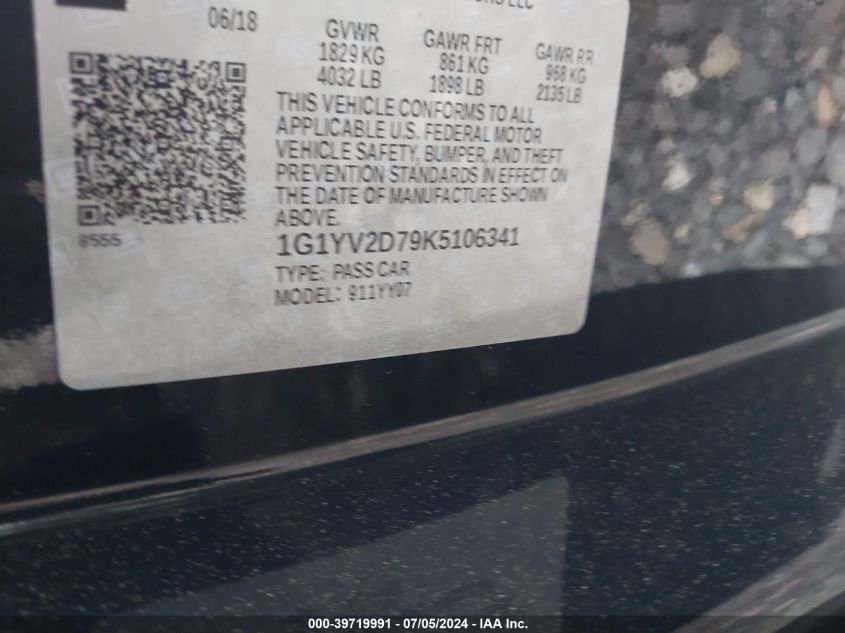 LLC
06/18
GVWR
GAWR FRT
GAWR RR
1829 KG
861 KG
968 KG
4032 LB
1898 LB
2135 LB
THIS VEHICLE CONFORMS TO ALL
APPLICABLE U.S. FEDERAL MOTOR
VEHICLE SAFETY, BUMPER, AND THEFT
PREVENTION STANDARDS IN EFFECT ON
THE DATE OF MANUFACTURE SHOWN
ABOVE.
8555
1G1YV2D79K5106341
TYPE: PASS CAR
MODEL: 911YY07
000-39719991 - 07/05/2024 - IAA Inc.